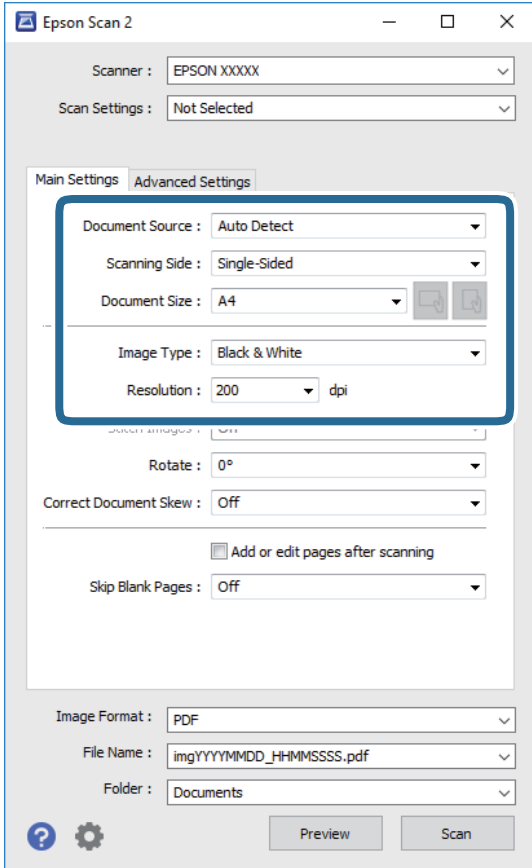 Epson Scan 2
Scanner : EPSON XXXXX
Scan Settings : Not Selected
Main Settings Advanced Settings
Document Source : Auto Detect
Scanning Side : Single-Sided
Document Size : A4
Image Type : Black & White
Resolution : 200 dpi
Rotate : 0°
Correct Document Skew : Off
Add or edit pages after scanning
Skip Blank Pages : Off
Image Format : PDF
File Name : imgYYYYMMDD_HHMMSSSS.pdf
Folder : Documents
Preview Scan